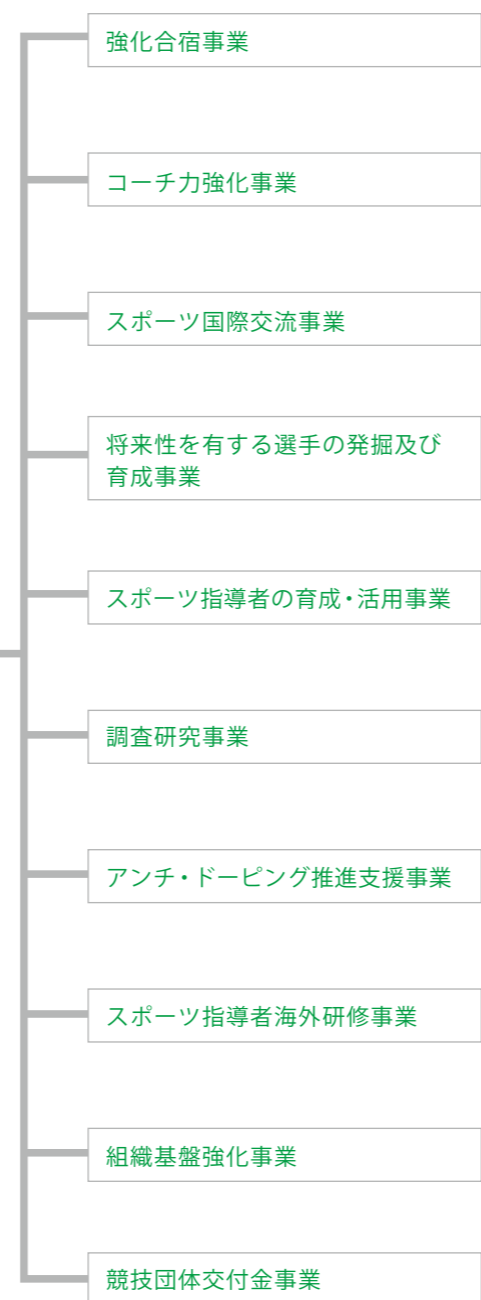 強化合宿事業
コーチ力強化事業
スポーツ国際交流事業
将来性を有する選手の発掘及び
育成事業
スポーツ指導者の育成・活用事業
調査研究事業
アンチ・ドーピング推進支援事業
スポーツ指導者海外研修事業
組織基盤強化事業
競技団体交付金事業